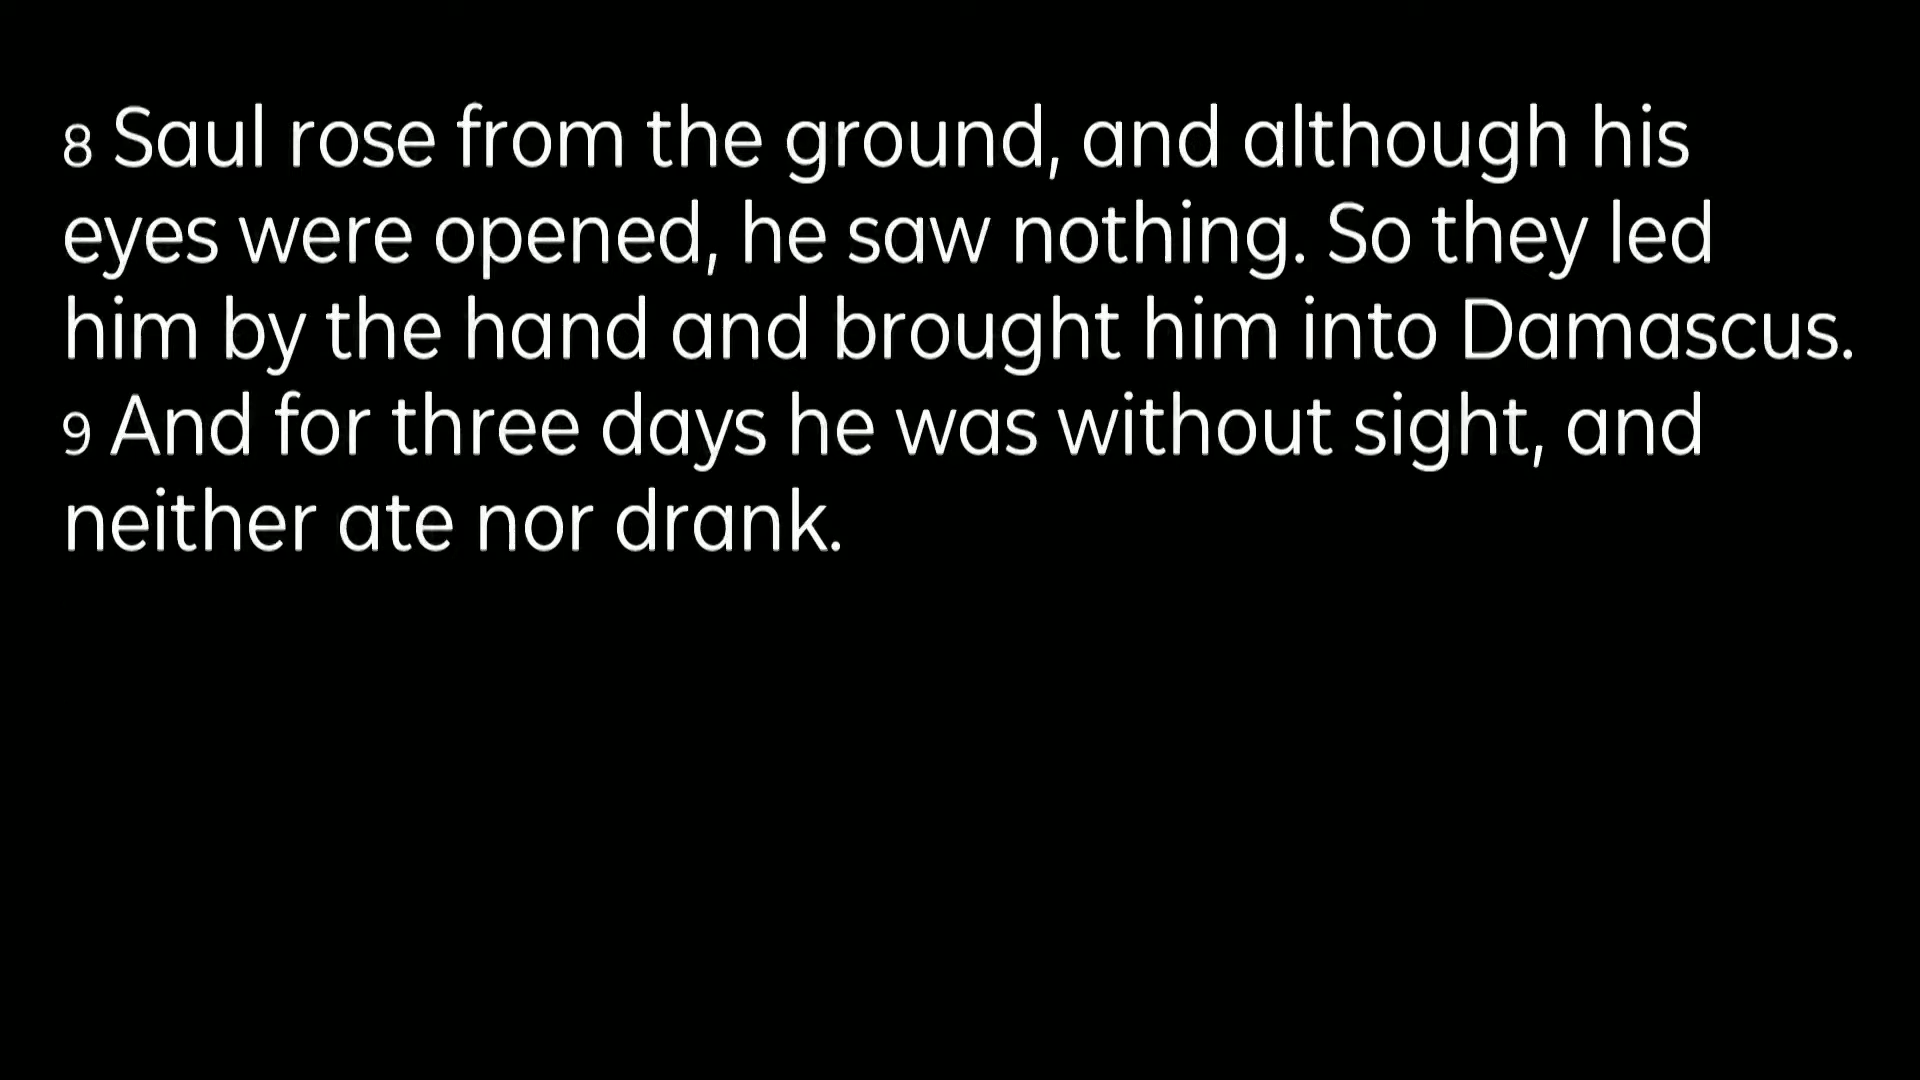 8 Saul rose from the ground, and although his
eyes were opened, he saw nothing. So they led
him by the hand and brought him into Damascus.
9 And for three days he was without sight, and
neither ate nor drank.